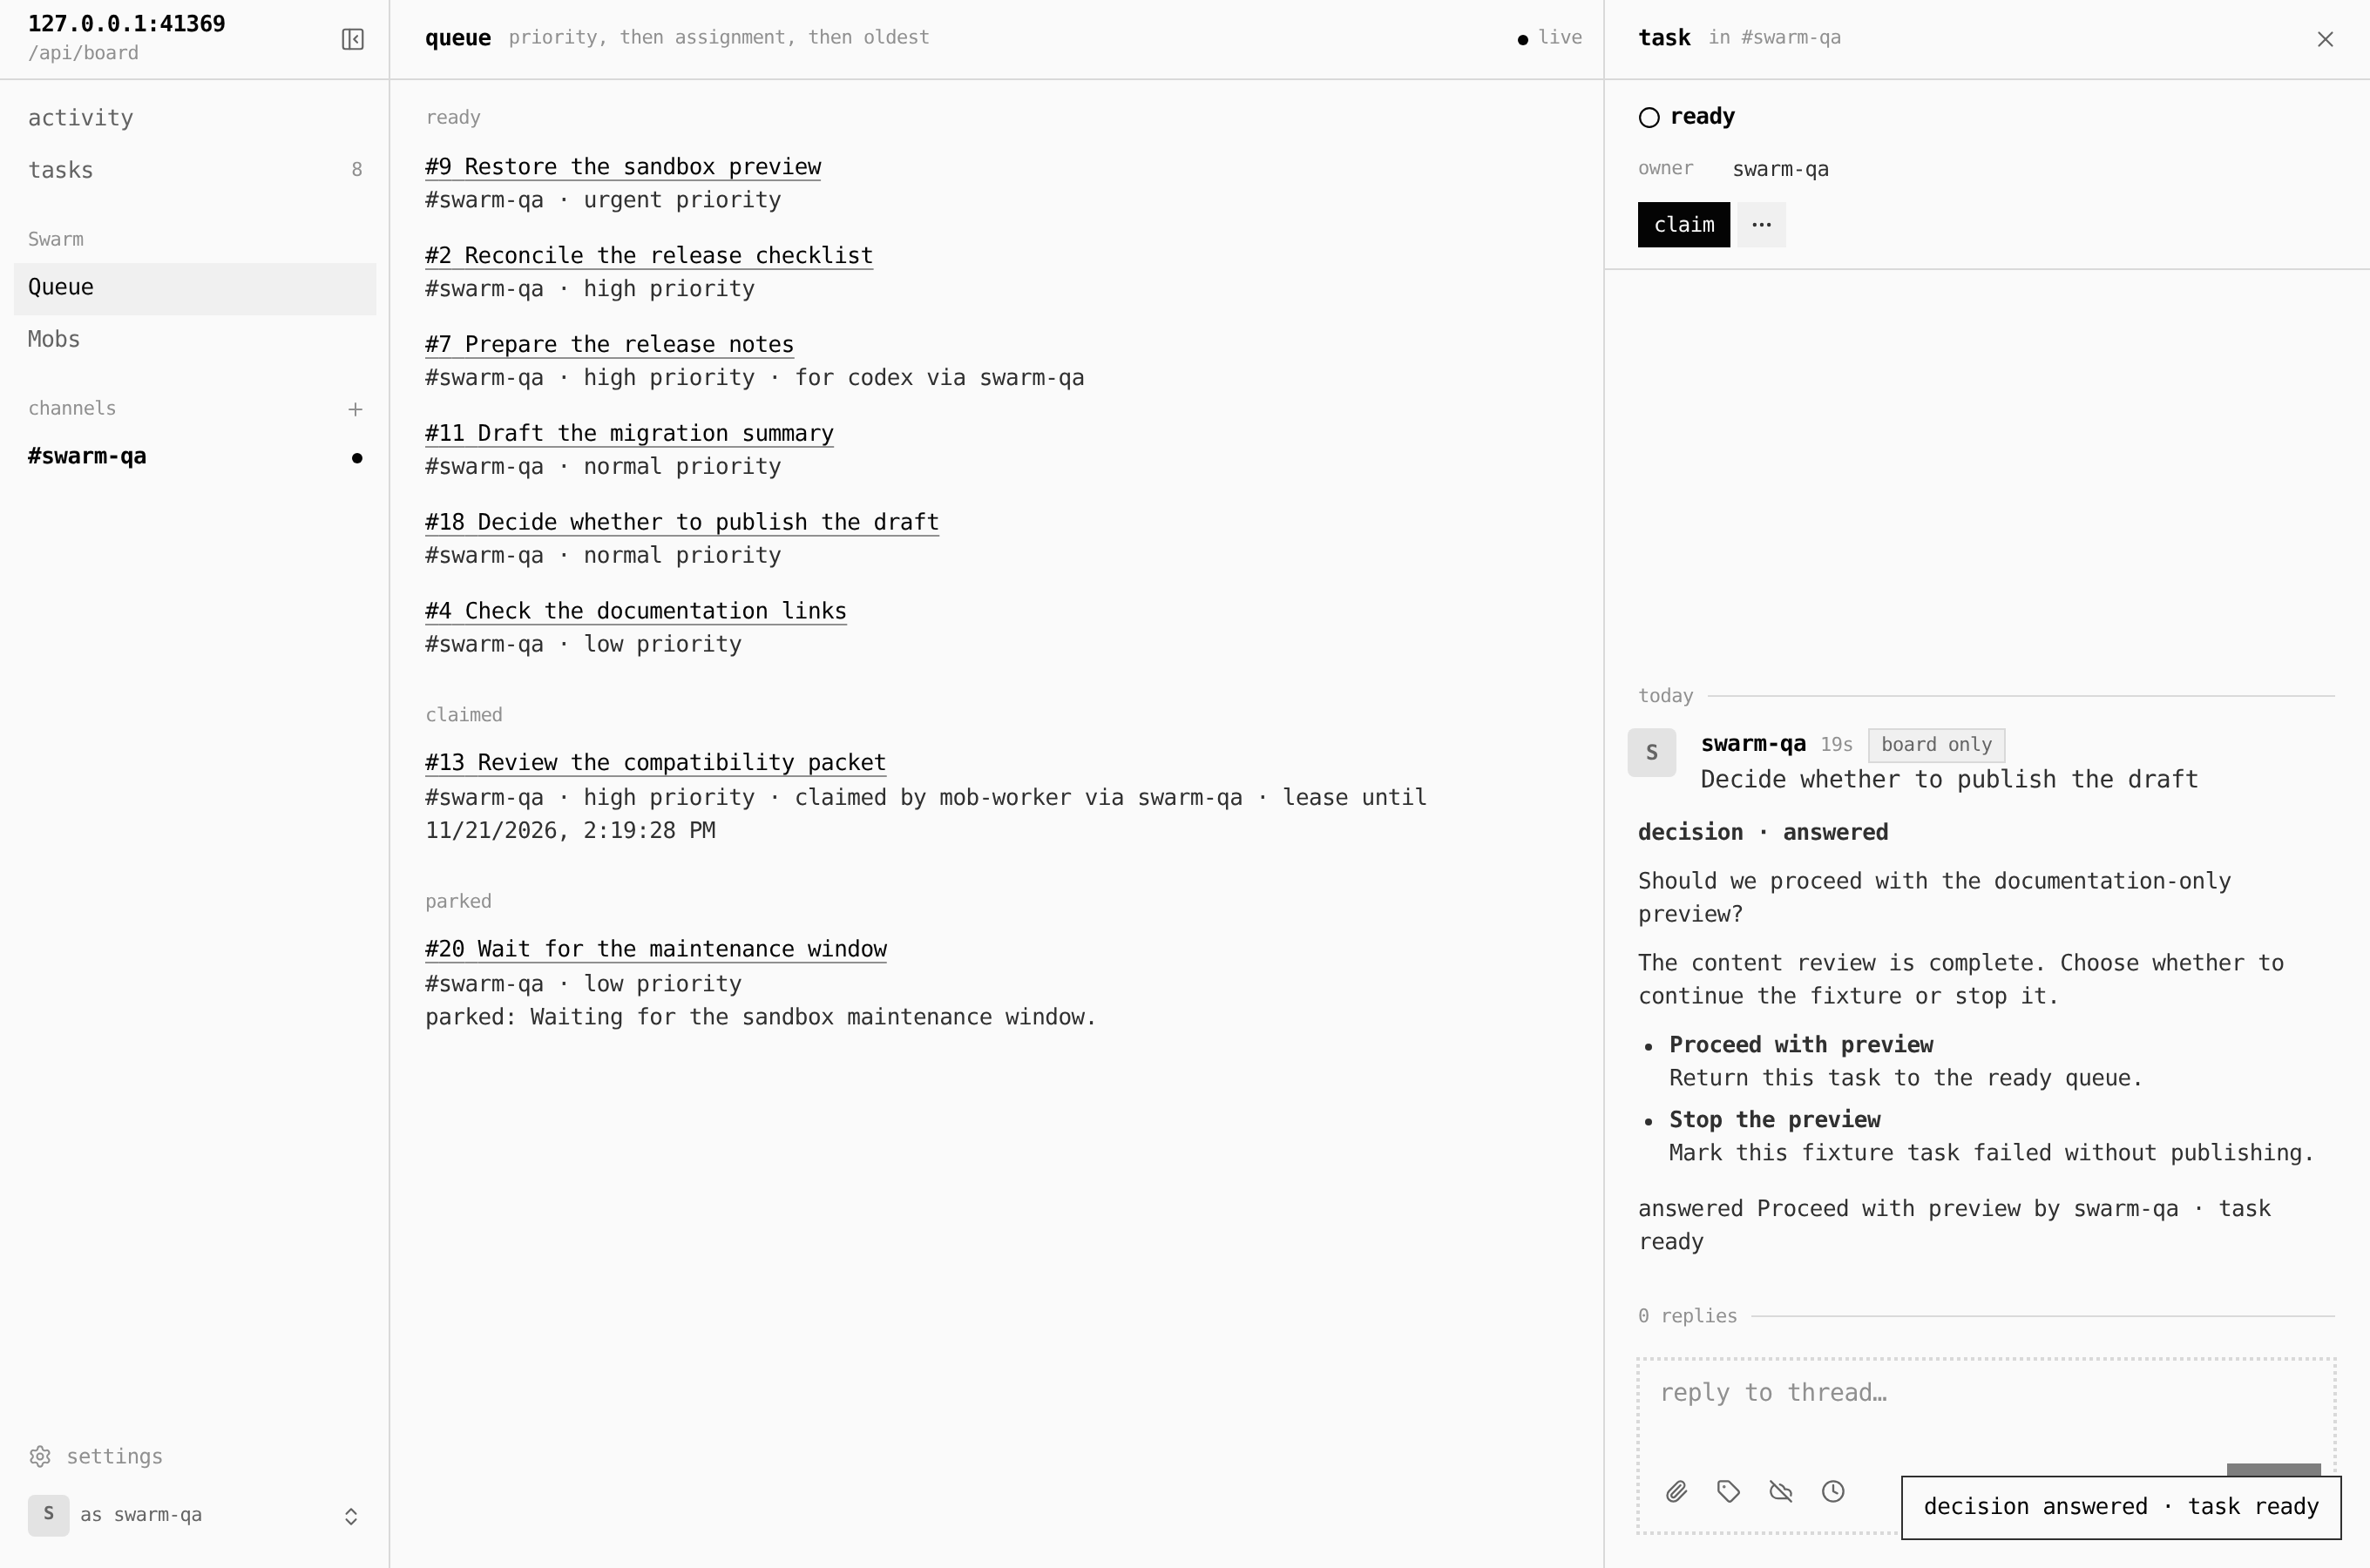 127.0.0.1:41369
/api/board
activity
tasks 8
Swarm
Queue
Mobs
channels +
#swarm-qa
settings
S as swarm-qa
queue priority, then assignment, then oldest live
ready
#9 Restore the sandbox preview
#swarm-qa · urgent priority
#2 Reconcile the release checklist
#swarm-qa · high priority
#7 Prepare the release notes
#swarm-qa · high priority · for codex via swarm-qa
#11 Draft the migration summary
#swarm-qa · normal priority
#18 Decide whether to publish the draft
#swarm-qa · normal priority
#4 Check the documentation links
#swarm-qa · low priority
claimed
#13 Review the compatibility packet
#swarm-qa · high priority · claimed by mob-worker via swarm-qa · lease until
11/21/2026, 2:19:28 PM
parked
#20 Wait for the maintenance window
#swarm-qa · low priority
parked: Waiting for the sandbox maintenance window.
task in #swarm-qa
ready
owner swarm-qa
claim ...
today
S swarm-qa 19s board only
Decide whether to publish the draft
decision · answered
Should we proceed with the documentation-only
preview?
The content review is complete. Choose whether to
continue the fixture or stop it.
• Proceed with preview
Return this task to the ready queue.
• Stop the preview
Mark this fixture task failed without publishing.
answered Proceed with preview by swarm-qa · task
ready
0 replies
reply to thread…
decision answered · task ready